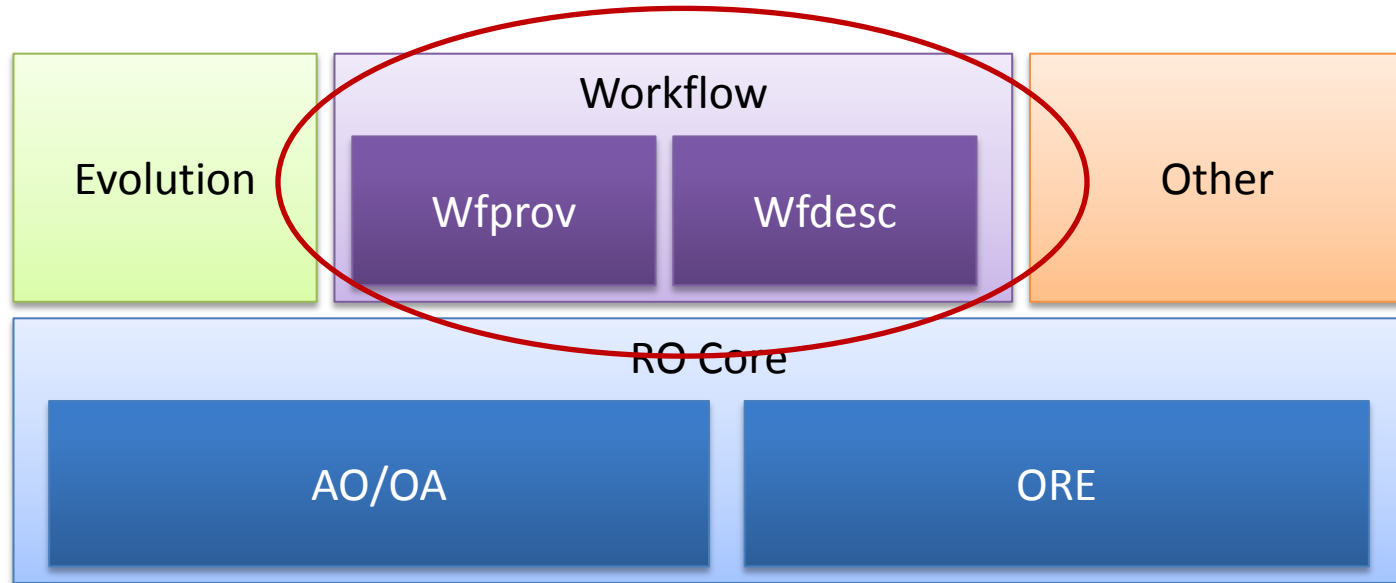 Workflow
Evolution
Wfprov
Wfdesc
Other
RO Core
AO/OA
ORE